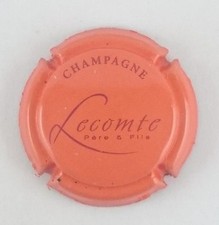 CHAMPAGNE
Lecomte
Père & Fils